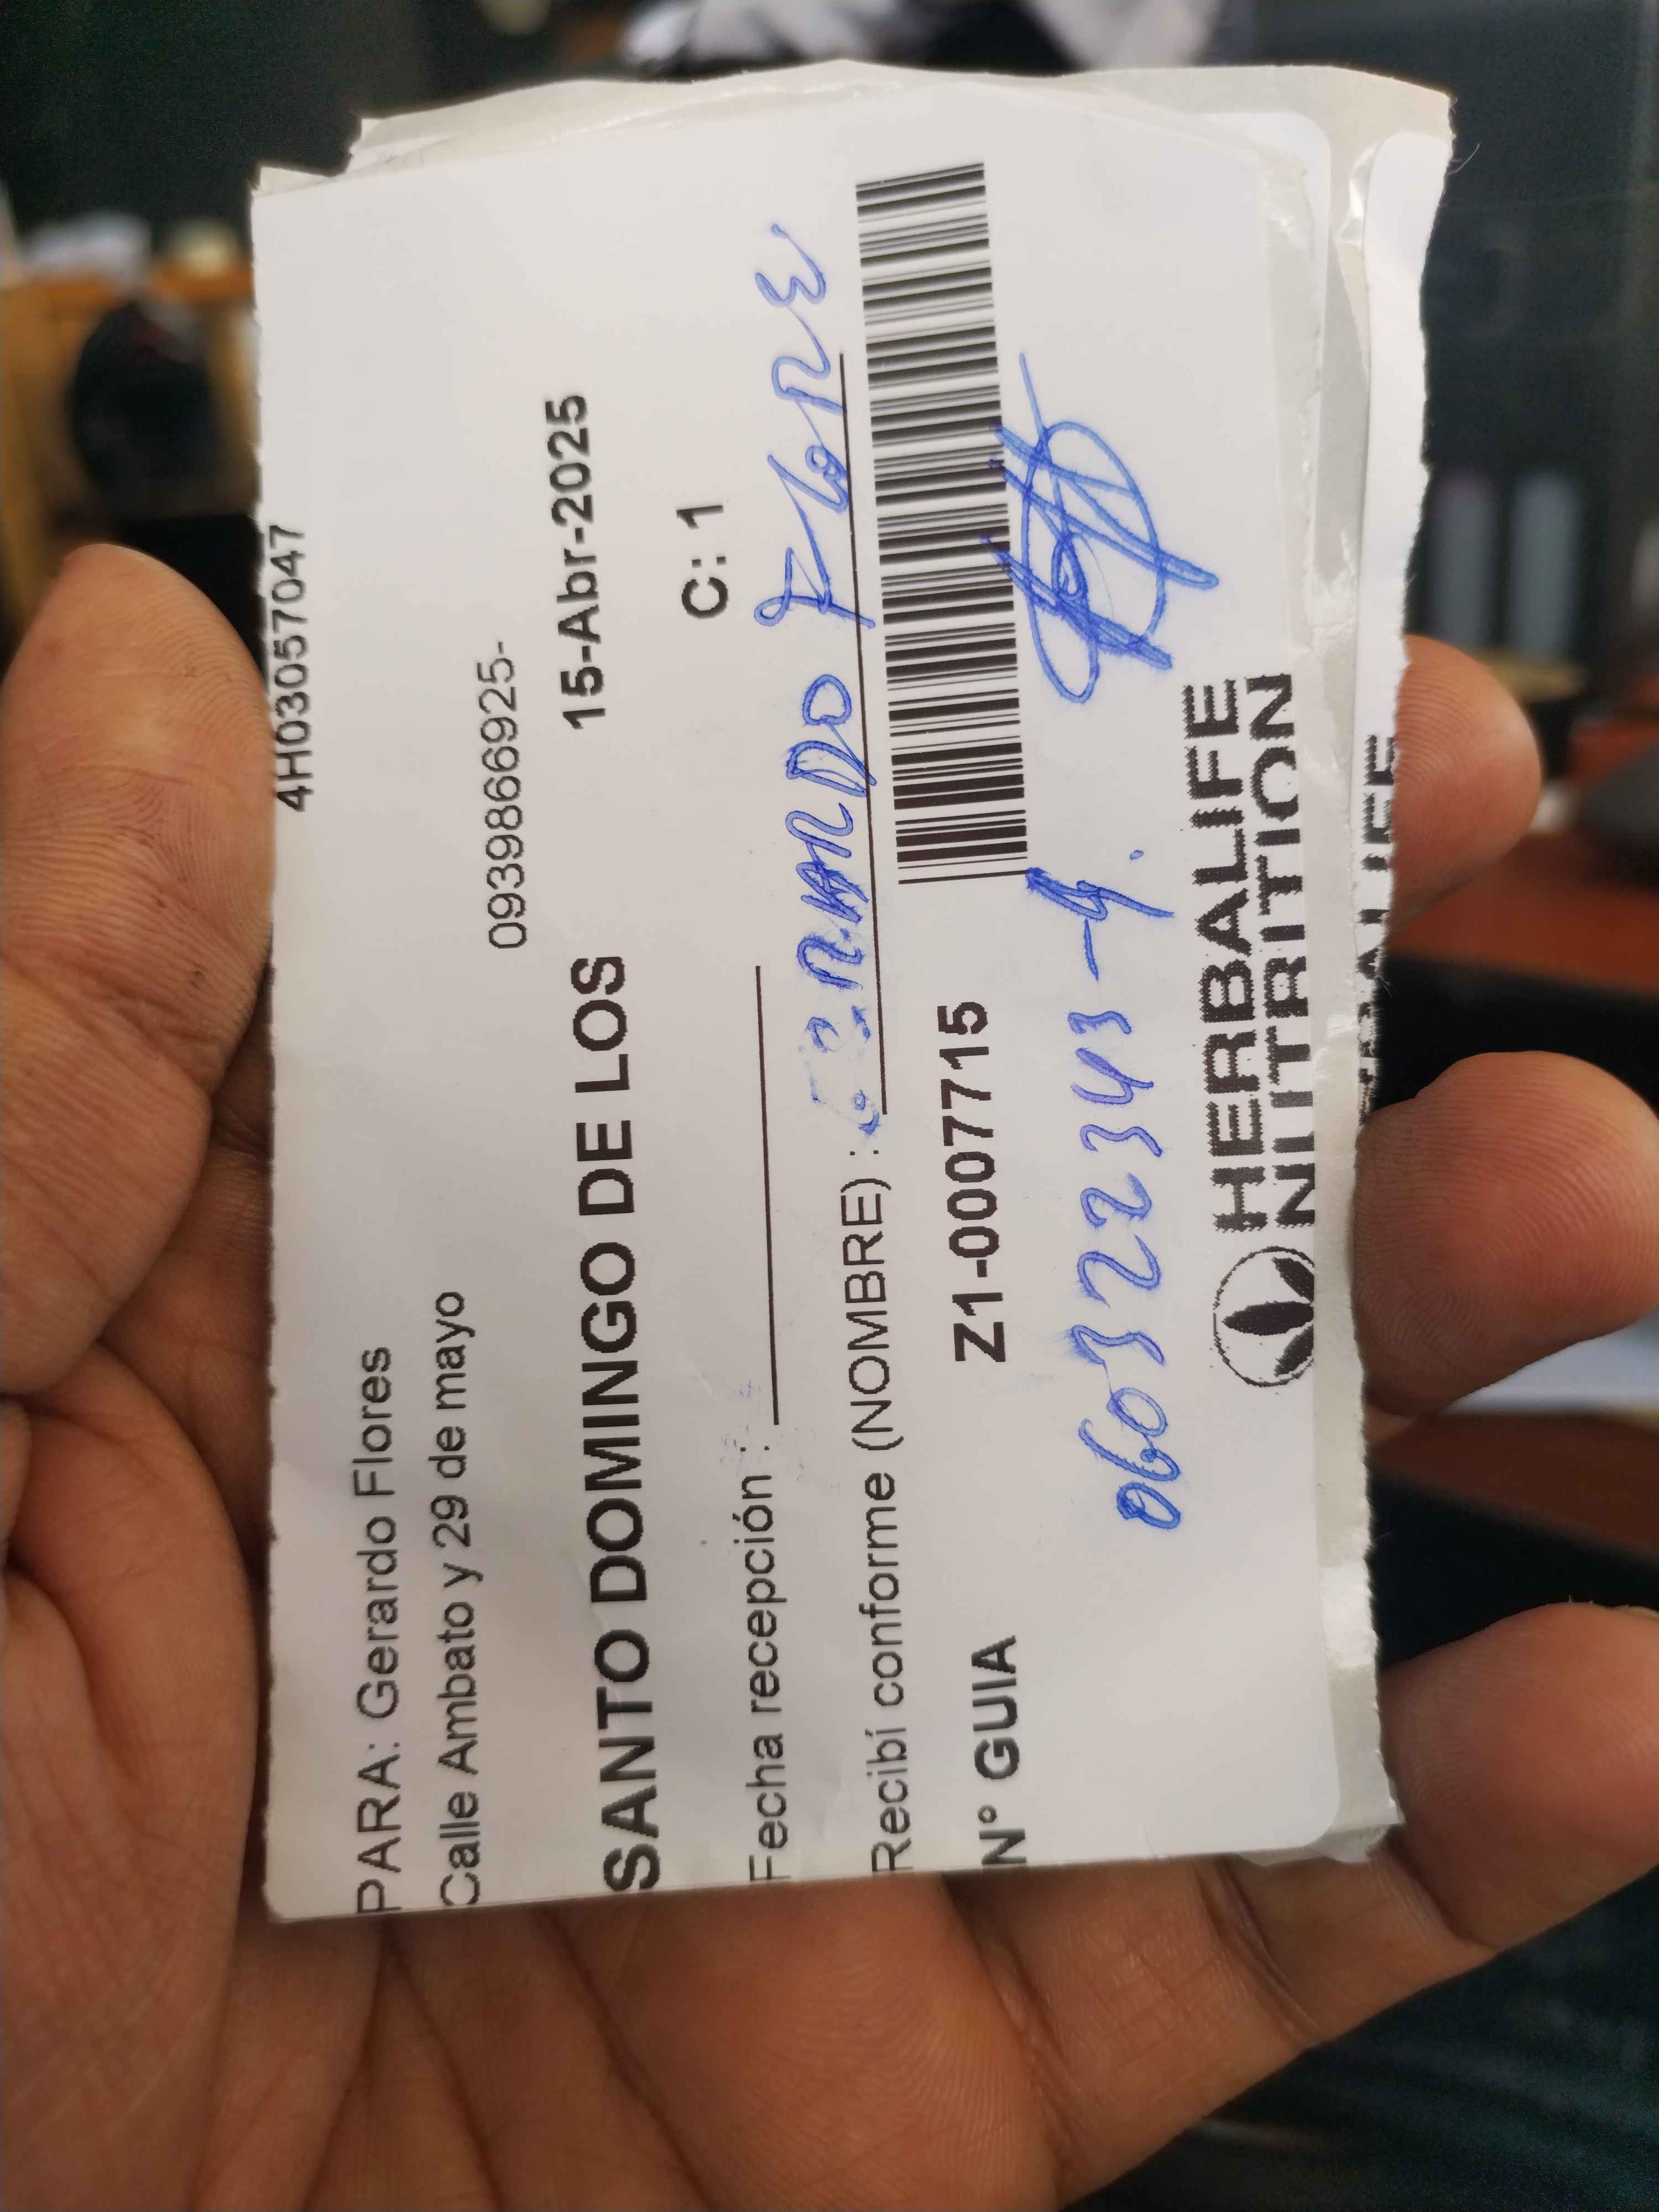 4H03057047
PARA: Gerardo Flores
Calle Ambato y 29 de mayo
0939866925-
SANTO DOMINGO DE LOS 15-Abr-2025
C: 1
Fecha recepción :
Recibí conforme (NOMBRE) :
N° GUIA Z1-0007715
HERBALIFE
NUTRITION